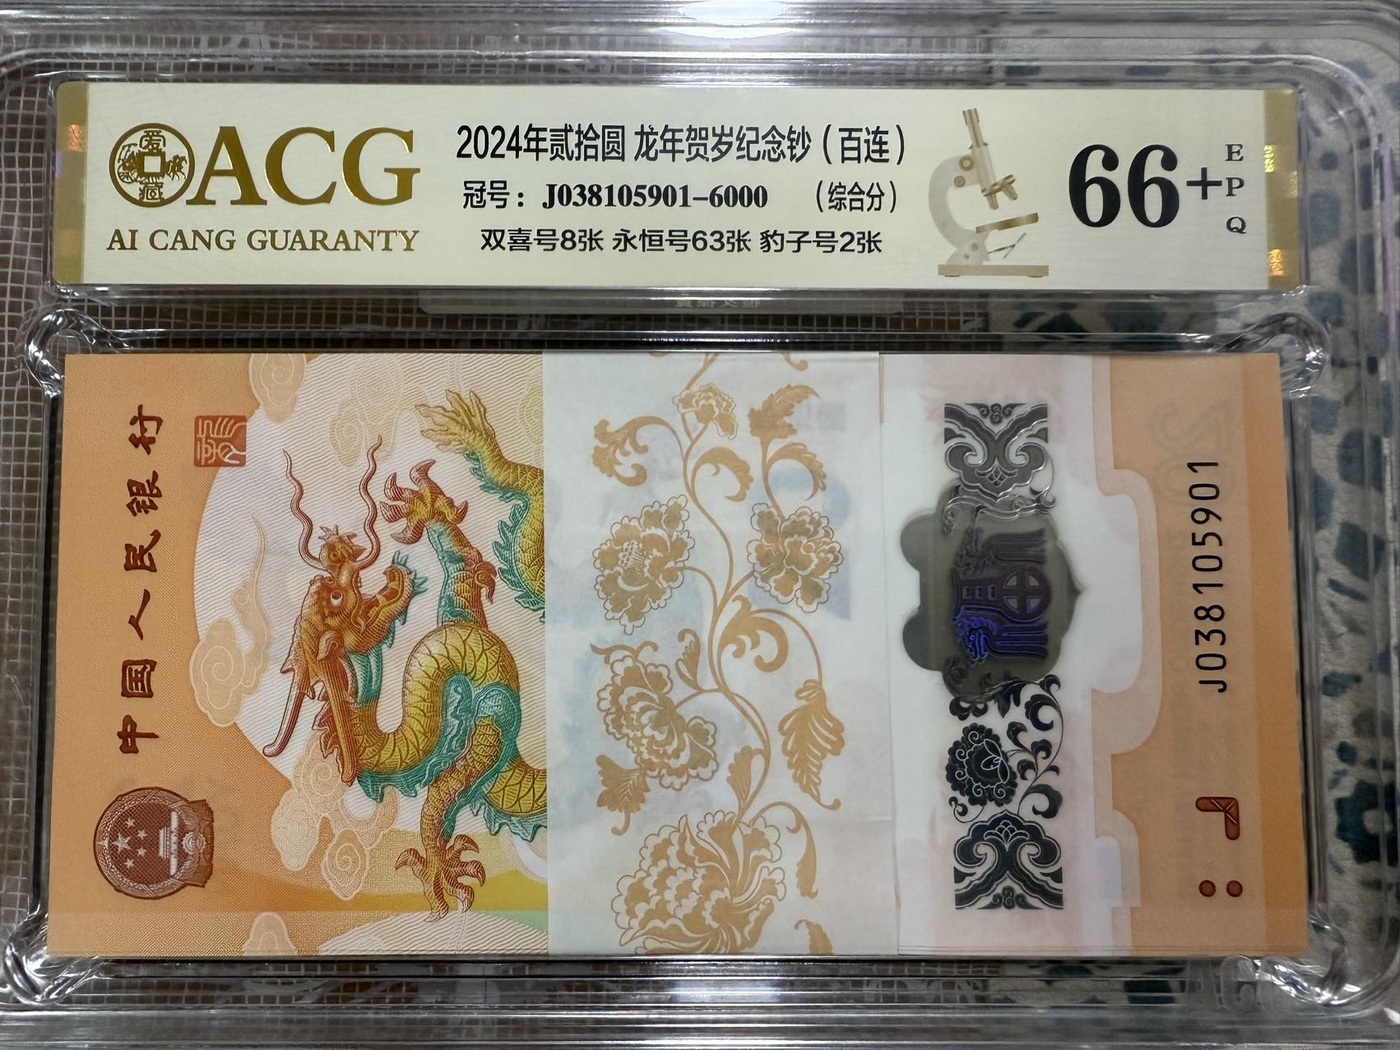 ACG
AI CANG GUARANTY
2024年贰拾圆 龙年贺岁纪念钞（百连）
冠号：J038105901-6000 （综合分）
双喜号8张 永恒号63张 豹子号2张
66+
EPQ
中国人民银行
J038105901